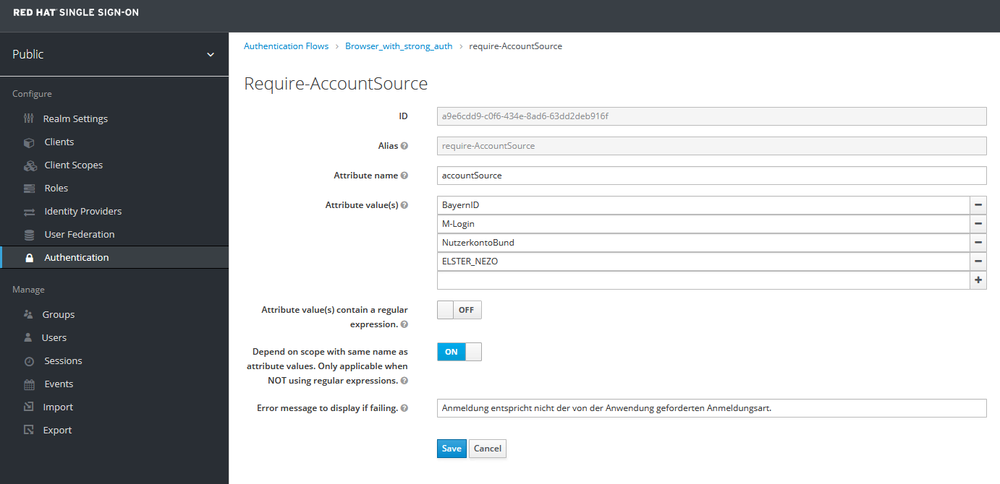 RED HAT SINGLE SIGN-ON
Public
Configure
Realm Settings
Clients
Client Scopes
Roles
Identity Providers
User Federation
Authentication
Manage
Groups
Users
Sessions
Events
Import
Export
Authentication Flows > Browser_with_strong_auth > require-AccountSource
Require-AccountSource
ID a9e6cdd9-c0f6-434e-8ad6-63dd2deb916f
Alias require-AccountSource
Attribute name accountSource
Attribute value(s) BayernID
M-Login
NutzerkontoBund
ELSTER_NEZO
Attribute value(s) contain a regular OFF
expression.
Depend on scope with same name as ON
attribute values. Only applicable when
NOT using regular expressions.
Error message to display if failing. Anmeldung entspricht nicht der von der Anwendung geforderten Anmeldungsart.
Save Cancel